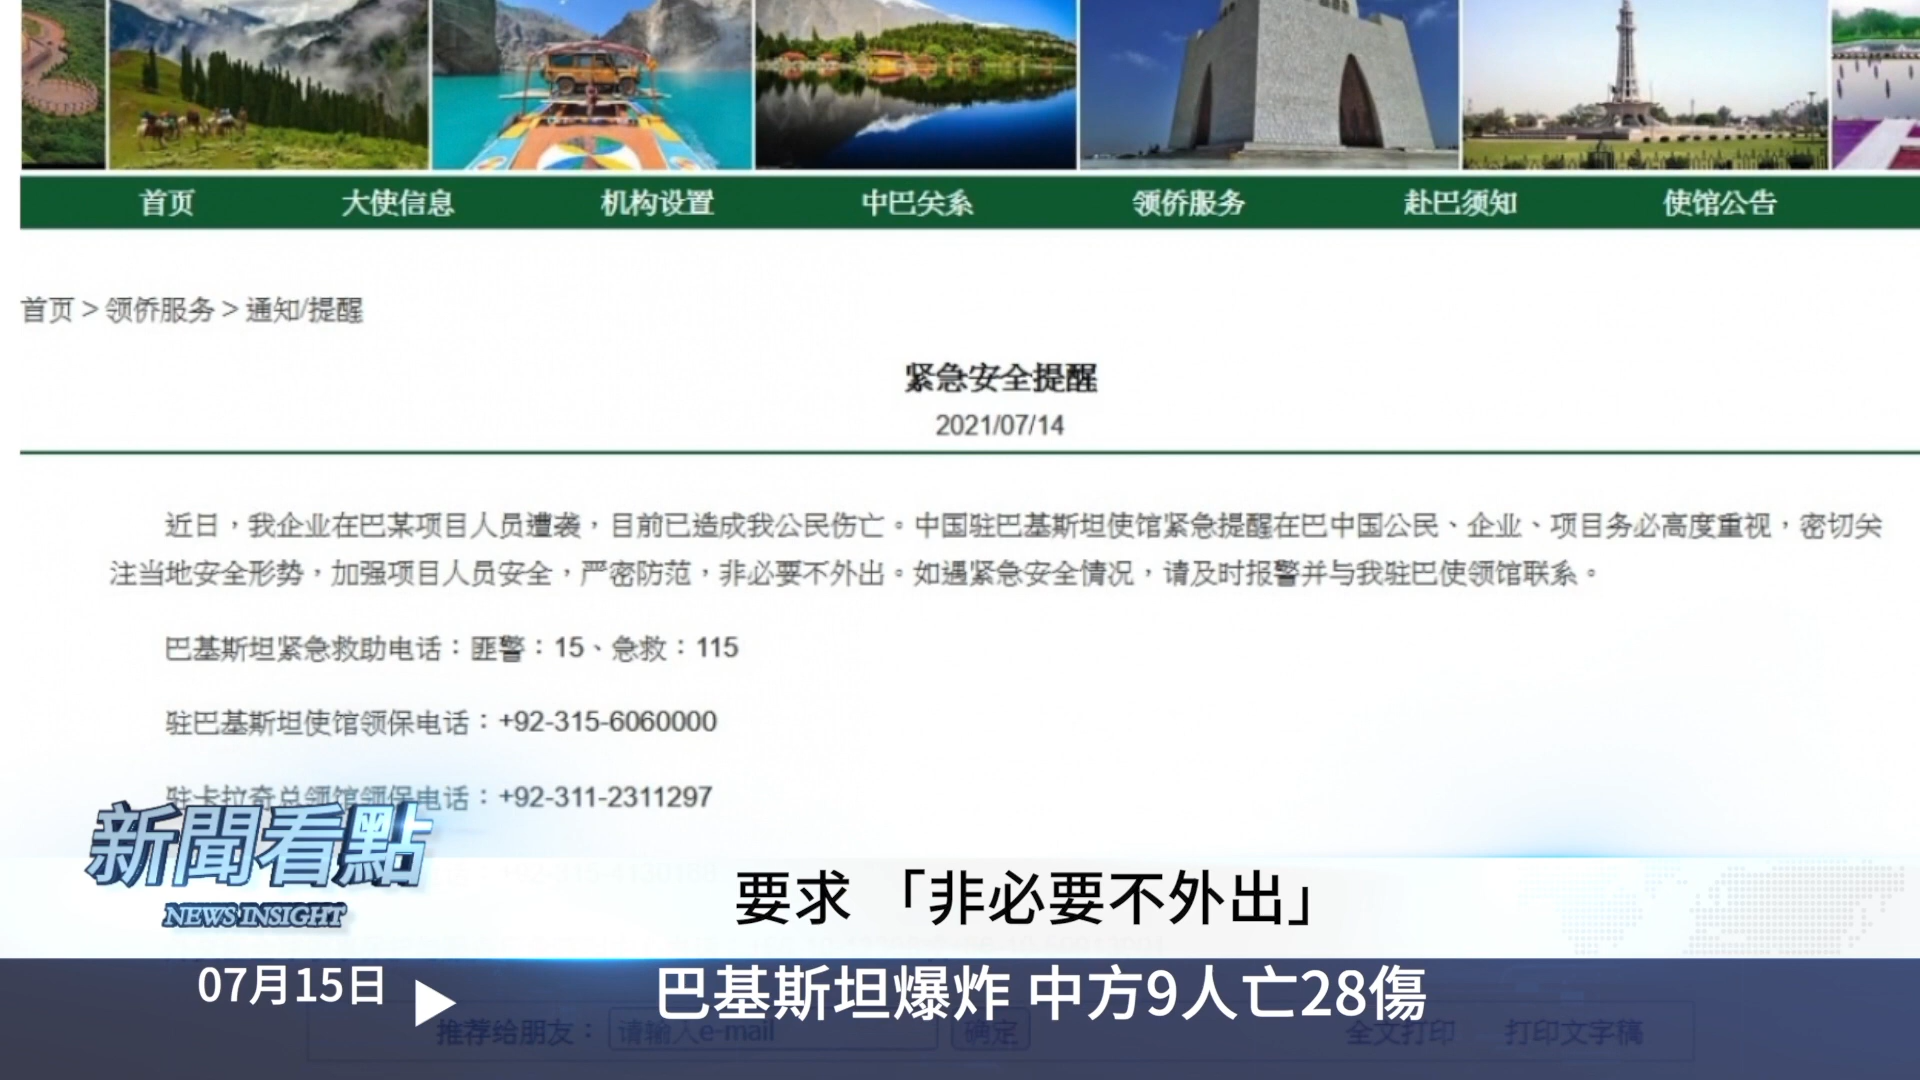 首页 大使信息 机构设置 中巴关系 领侨服务 赴巴须知 使馆公告
首页 > 领侨服务 > 通知/提醒
紧急安全提醒
2021/07/14
近日，我企业在巴某项目人员遭袭，目前已造成我公民伤亡。中国驻巴基斯坦使馆紧急提醒在巴中国公民、企业、项目务必高度重视，密切关
注当地安全形势，加强项目人员安全，严密防范，非必要不外出。如遇紧急安全情况，请及时报警并与我驻巴使领馆联系。
巴基斯坦紧急救助电话：匪警：15、急救：115
驻巴基斯坦使馆领保电话：+92-315-6060000
驻卡拉奇总领馆领保电话：+92-311-2311297
新聞看點
NEWS INSIGHT
要求 「非必要不外出」
07月15日
巴基斯坦爆炸 中方9人亡28傷
推荐给朋友： 请输入e-mail 确定 全文打印 打印文字稿